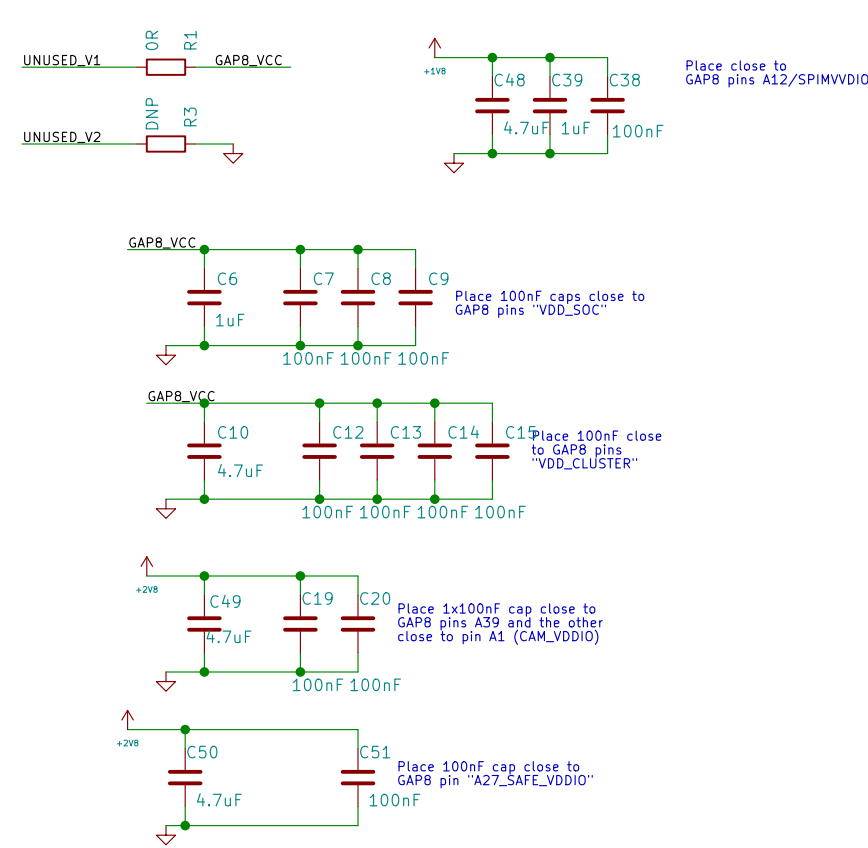 UNUSED_V1
0R
R1
GAP8_VCC
UNUSED_V2
DNP
R3
+1V8
C48
4.7uF
C39
1uF
C38
100nF
Place close to
GAP8 pins A12/SPIMVVDIO
GAP8_VCC
C6
1uF
C7
100nF
C8
100nF
C9
100nF
Place 100nF caps close to
GAP8 pins "VDD_SOC"
GAP8_VCC
C10
4.7uF
C12
100nF
C13
100nF
C14
100nF
C15
100nF
Place 100nF close
to GAP8 pins
"VDD_CLUSTER"
+2V8
C49
4.7uF
C19
100nF
C20
100nF
Place 1x100nF cap close to
GAP8 pins A39 and the other
close to pin A1 (CAM_VDDIO)
+2V8
C50
4.7uF
C51
100nF
Place 100nF cap close to
GAP8 pin "A27_SAFE_VDDIO"